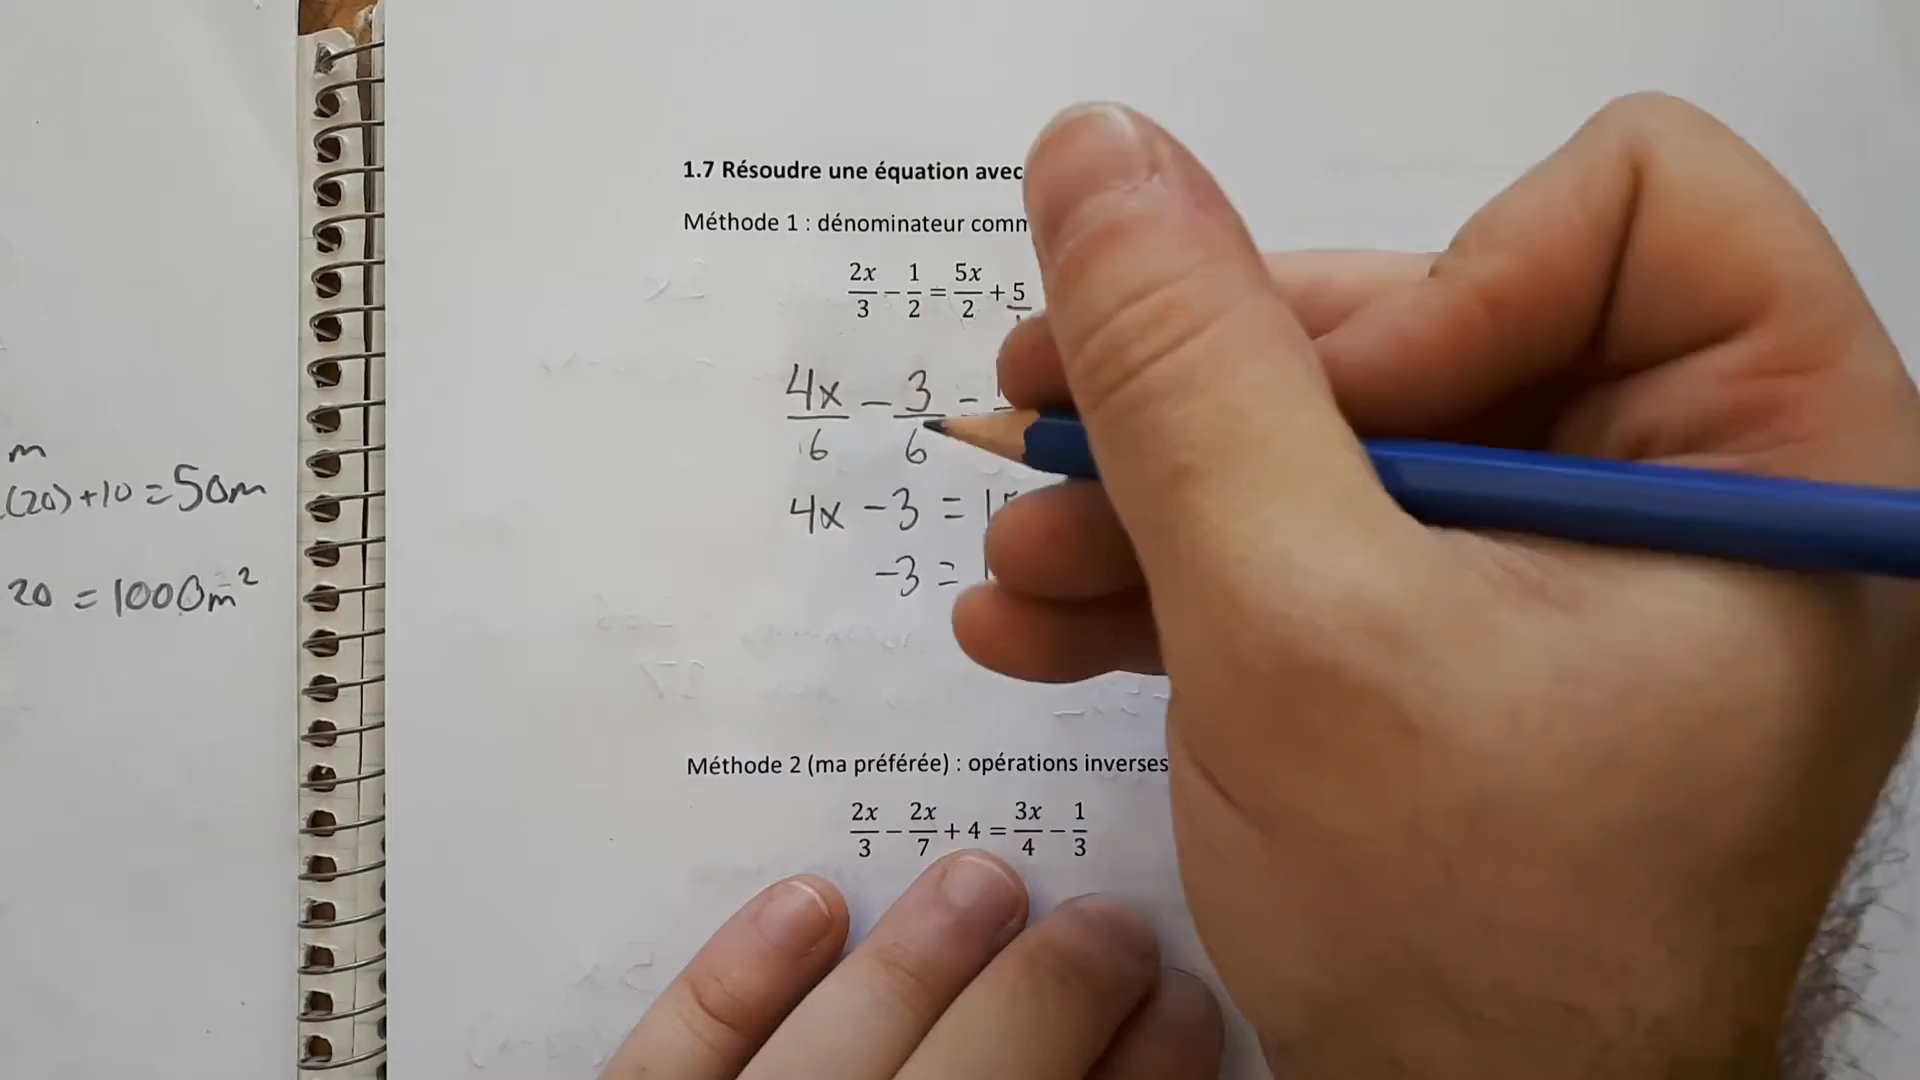 m
(20) + 10 = 50m
20 = 1000m²
1.7 Résoudre une équation avec
Méthode 1 : dénominateur comm
2x/3 - 1/2 = 5x/2 + 5/
4x/6 - 3/6 =
4x - 3 = 15
-3 =
Méthode 2 (ma préférée) : opérations inverses
2x/3 - 2x/7 + 4 = 3x/4 - 1/3